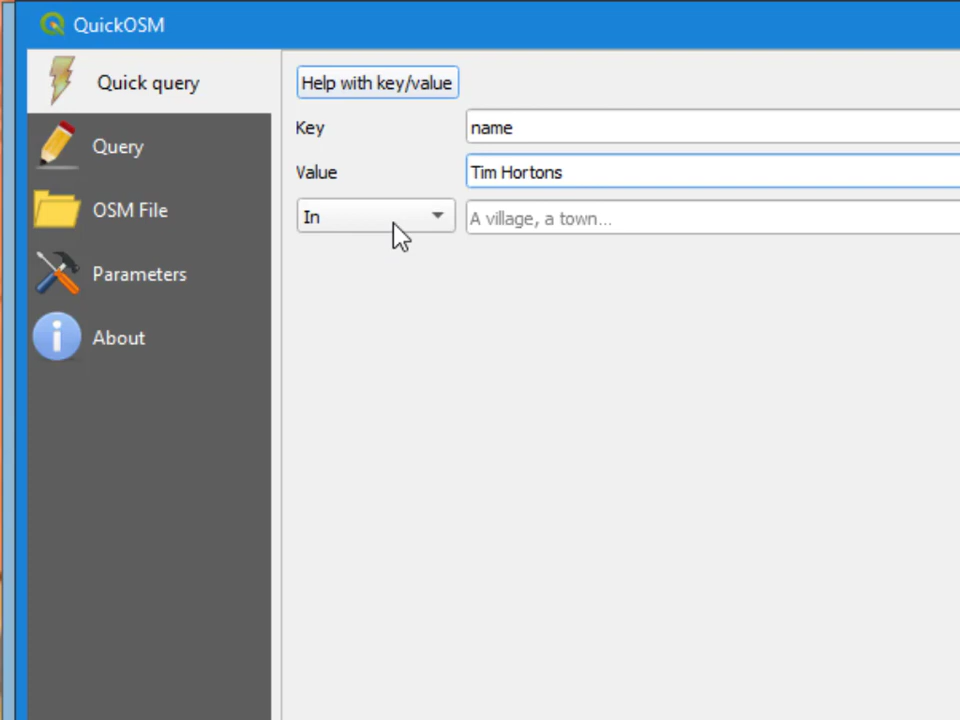 QuickOSM
Quick query
Query
OSM File
Parameters
About
Help with key/value
Key name
Value Tim Hortons
In A village, a town...